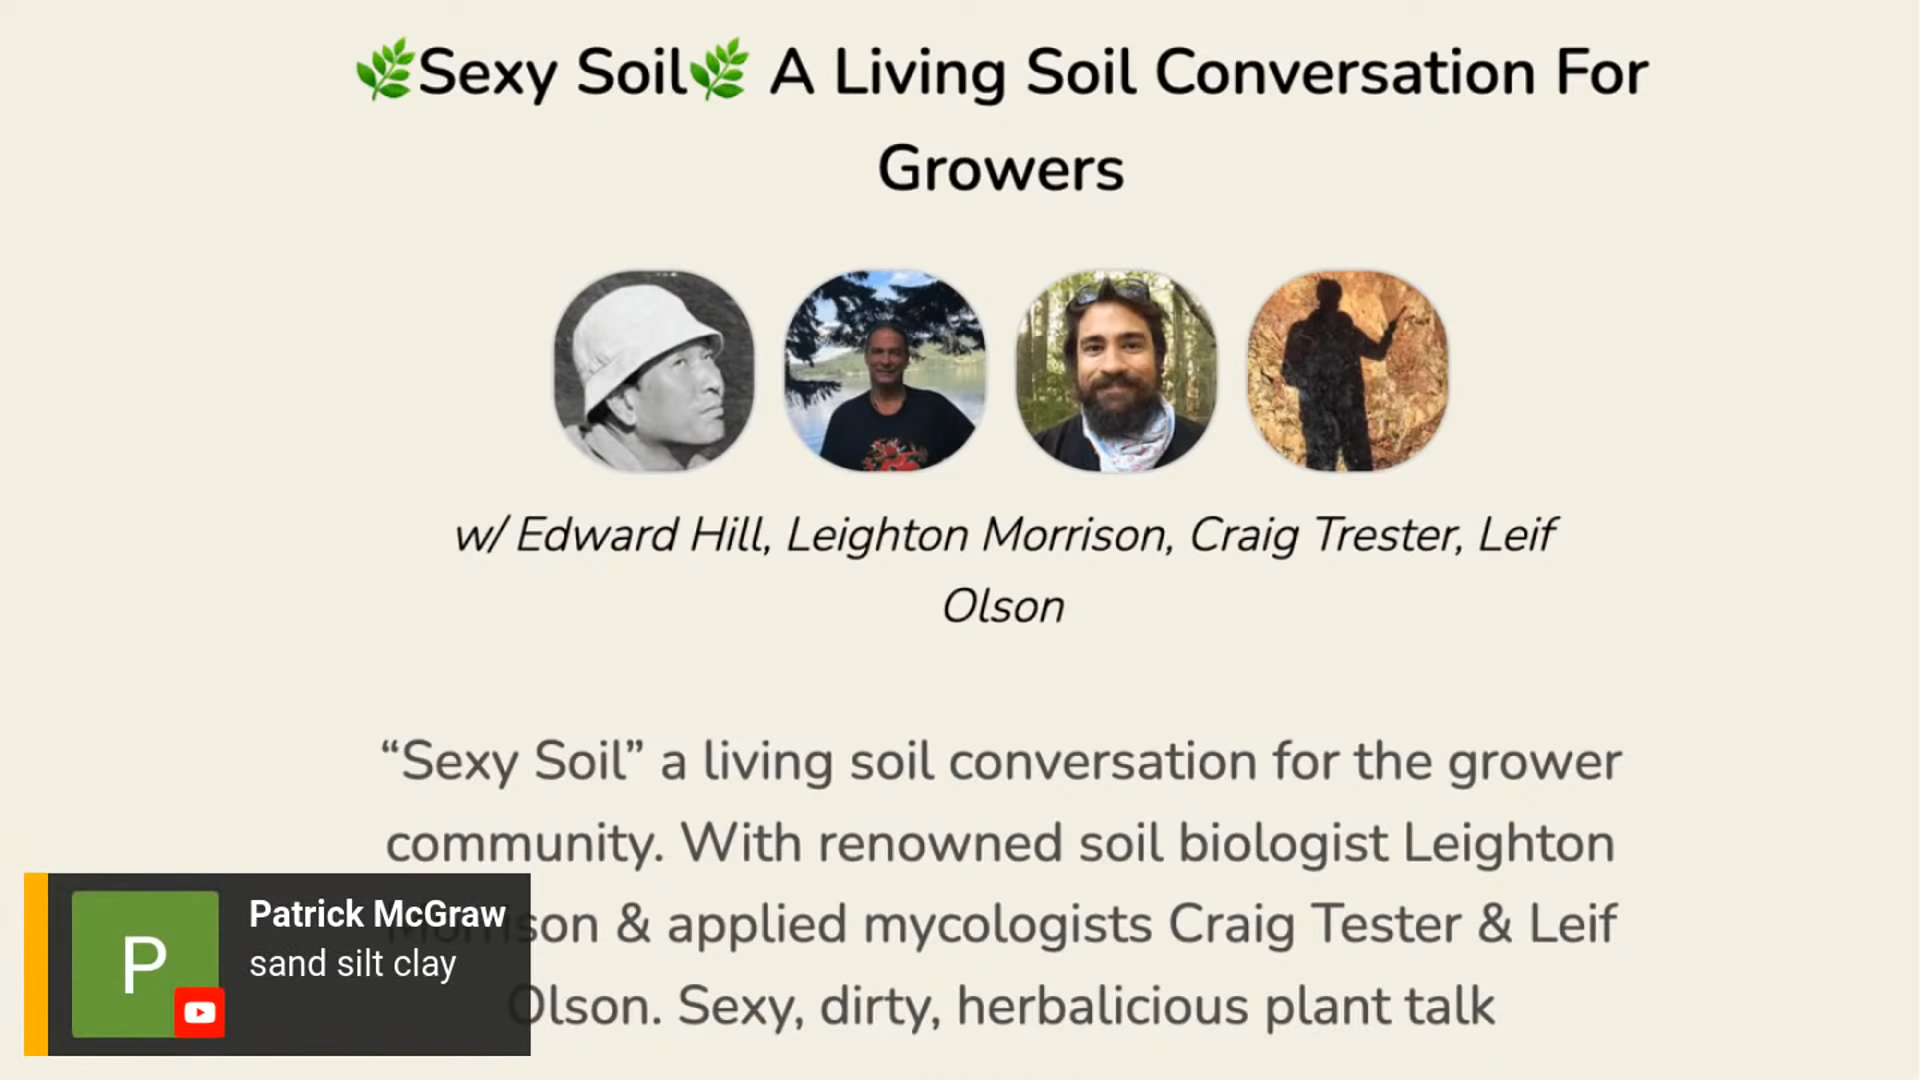 🌿Sexy Soil🌿 A Living Soil Conversation For
Growers
w/ Edward Hill, Leighton Morrison, Craig Trester, Leif
Olson
“Sexy Soil” a living soil conversation for the grower
community. With renowned soil biologist Leighton
Morrison & applied mycologists Craig Tester & Leif
Olson. Sexy, dirty, herbalicious plant talk
P
Patrick McGraw
sand silt clay